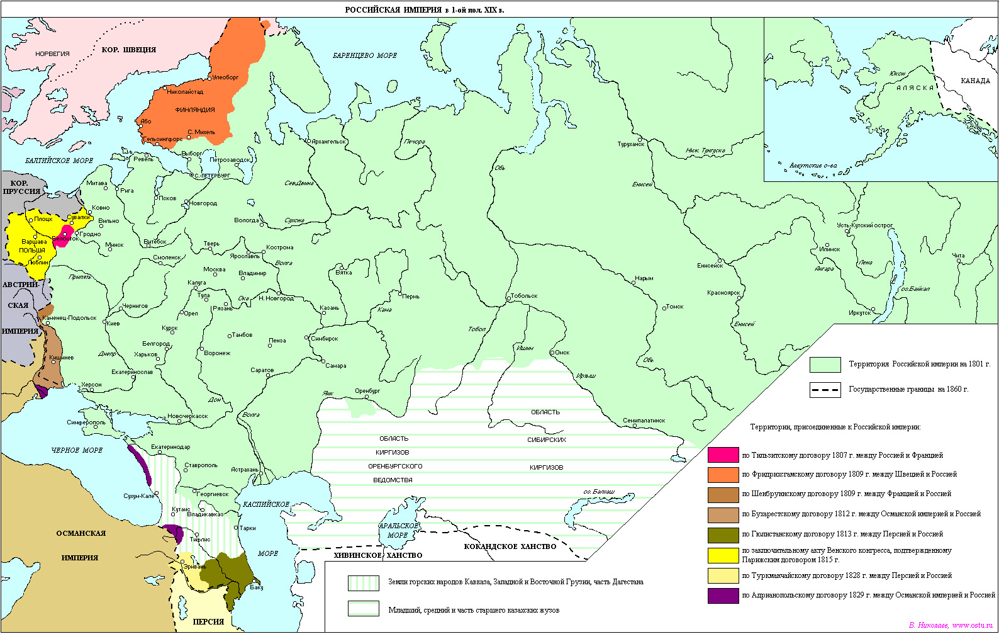 РОССИЙСКАЯ ИМПЕРИЯ в 1-ой пол. XIX в.
НОРВЕГИЯ
КОР. ШВЕЦИЯ
БАРЕНЦЕВО МОРЕ
Юкон
АЛЯСКА
КАНАДА
Алеутские о-ва
Улеоборг
Николайстад
ФИНЛЯНДИЯ
Або
С. Михель
Гельсингфорс
Выборг
Ревель
Петрозаводск
С.-ПЕТЕРБУРГ
БАЛТИЙСКОЕ МОРЕ
Архангельск
Печора
Туруханск
Ниж. Тунгуска
Обь
Енисей
КОР.
ПРУССИЯ
Митава
Рига
Псков
Новгород
Сев.Двина
Ковно
Вильно
Сувалки
Плоцк
Вологда
Сухона
Усть-Кутский острог
Белосток
Гродно
Варшава
ПОЛЬША
Люблин
Минск
Витебск
Тверь
Ярославль
Кострома
Волга
Илимск
Лена
Ангара
Чита
Смоленск
Москва
Владимир
Вятка
Енисейск
Нарым
Припять
Калуга
АВСТРИЙ-
СКАЯ
ИМПЕРИЯ
Тула
Рязань
Ока
Н. Новгород
Пермь
Тобольск
Красноярск
оз.Байкал
Чернигов
Орел
Казань
Кама
Томск
Иркутск
Каменец-Подольск
Киев
Курск
Тамбов
Пенза
Симбирск
Тобол
Енисей
Белгород
Харьков
Воронеж
Ишим
Омск
Обь
Кишинев
Днепр
Екатеринослав
Саратов
Самара
Иртыш
Херсон
Дон
Яик
Оренбург
Волга
Новочеркасск
Симферополь
Семипалатинск
ОБЛАСТЬ
СИБИРСКИХ
КИРГИЗОВ
ОБЛАСТЬ
КИРГИЗОВ
ОРЕНБУРГСКОГО
ВЕДОМСТВА
ЧЕРНОЕ МОРЕ
Екатеринодар
Ставрополь
Астрахань
Сухум-Кале
Георгиевск
КАСПИЙСКОЕ
МОРЕ
оз. Балхаш
Кутаис
Владикавказ
Тарки
Тифлис
АРАЛЬСКОЕ
МОРЕ
ОСМАНСКАЯ
ИМПЕРИЯ
ХИВИНСКОЕ ХАНСТВО
КОКАНДСКОЕ ХАНСТВО
Эривань
Баку
ПЕРСИЯ
Территория Российской империи на 1801 г.
Государственные границы на 1860 г.
Территории, присоединенные к Российской империи:
по Тильзитскому договору 1807 г. между Россией и Францией
по Фридрихсгамскому договору 1809 г. между Швецией и Россией
по Шенбруннскому договору 1809 г. между Францией и Россией
по Бухарестскому договору 1812 г. между Османской империей и Россией
по Гюлистанскому договору 1813 г. между Персией и Россией
по заключительному акту Венского конгресса, подтвержденному
Парижским договором 1815 г.
по Туркманчайскому договору 1828 г. между Персией и Россией
по Адрианопольскому договору 1829 г. между Османской империей и Россией
Земли горских народов Кавказа, Западной и Восточной Грузии, часть Дагестана
Младший, средний и часть старшего казахских жузов
В. Николаев, www.ostu.ru